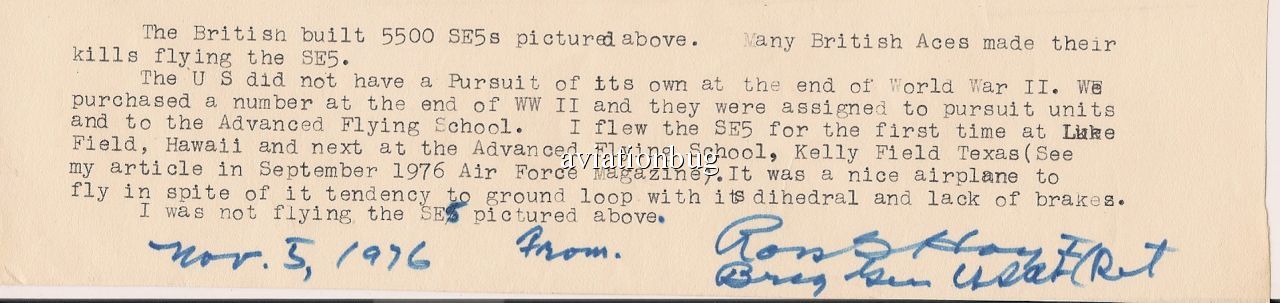 The British built 5500 SE5s pictured above. Many British Aces made their
kills flying the SE5.
The U S did not have a Pursuit of its own at the end of World War II. We
purchased a number at the end of WW II and they were assigned to pursuit units
and to the Advanced Flying School. I flew the SE5 for the first time at Luke
Field, Hawaii and next at the Advanced Flying School, Kelly Field Texas(See
my article in September 1976 Air Force Magazine).It was a nice airplane to
fly in spite of it tendency to ground loop with its dihedral and lack of brakes.
I was not flying the SE5 pictured above.
aviationbug
Nov. 5, 1976 From. Ross G Hoyt
Brig Gen USAF (Ret